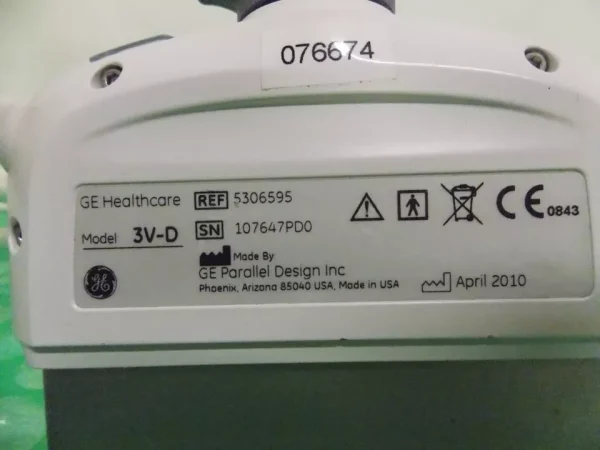 076674
GE Healthcare REF 5306595
Model 3V-D SN 107647PD0
Made By
GE Parallel Design Inc
Phoenix, Arizona 85040 USA, Made in USA
April 2010
CE 0843